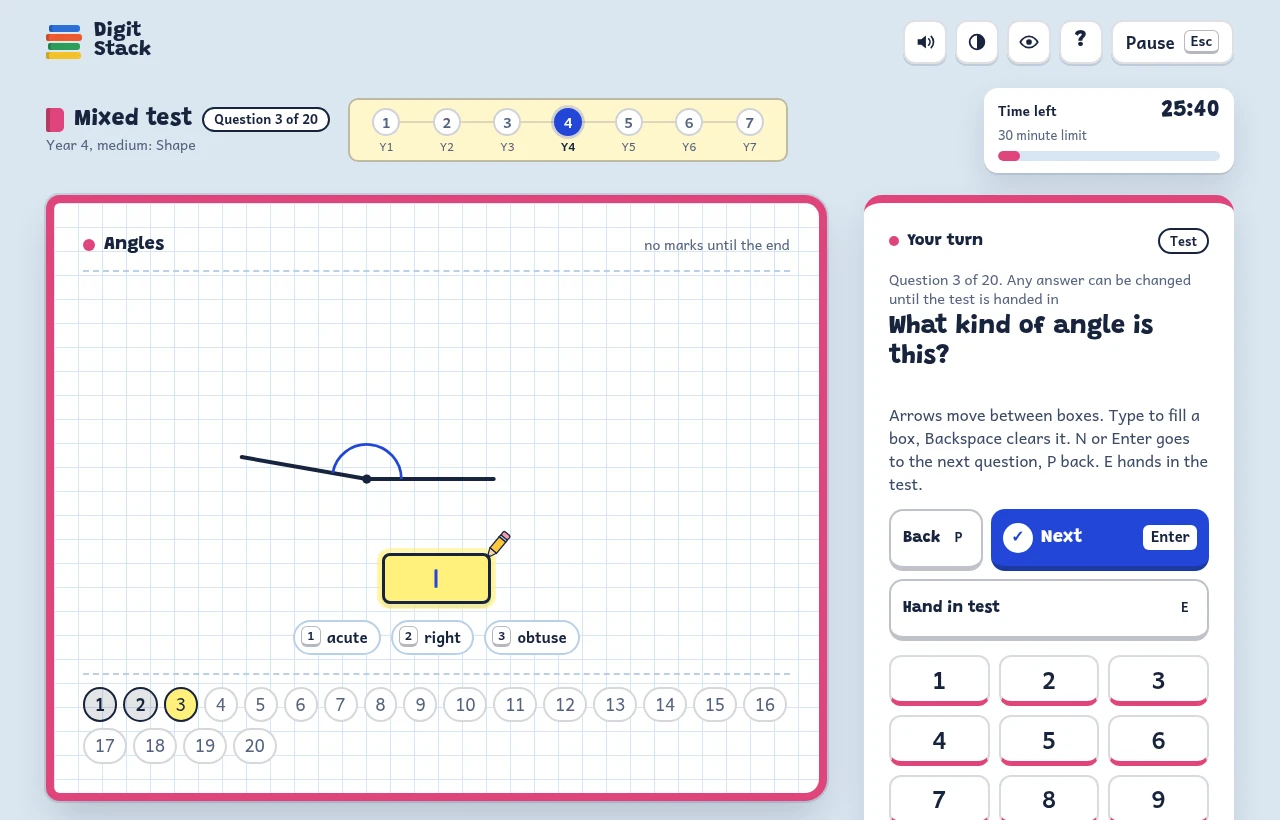 Digit
Stack
?
Pause Esc
Mixed test Question 3 of 20
Year 4, medium: Shape
1 2 3 4 5 6 7
Y1 Y2 Y3 Y4 Y5 Y6 Y7
Time left 25:40
30 minute limit
Angles no marks until the end
1 acute 2 right 3 obtuse
1 2 3 4 5 6 7 8 9 10 11 12 13 14 15 16
17 18 19 20
Your turn Test
Question 3 of 20. Any answer can be changed
until the test is handed in
What kind of angle is
this?
Arrows move between boxes. Type to fill a
box, Backspace clears it. N or Enter goes
to the next question, P back. E hands in the
test.
Back P ✓ Next Enter
Hand in test E
1 2 3
4 5 6
7 8 9